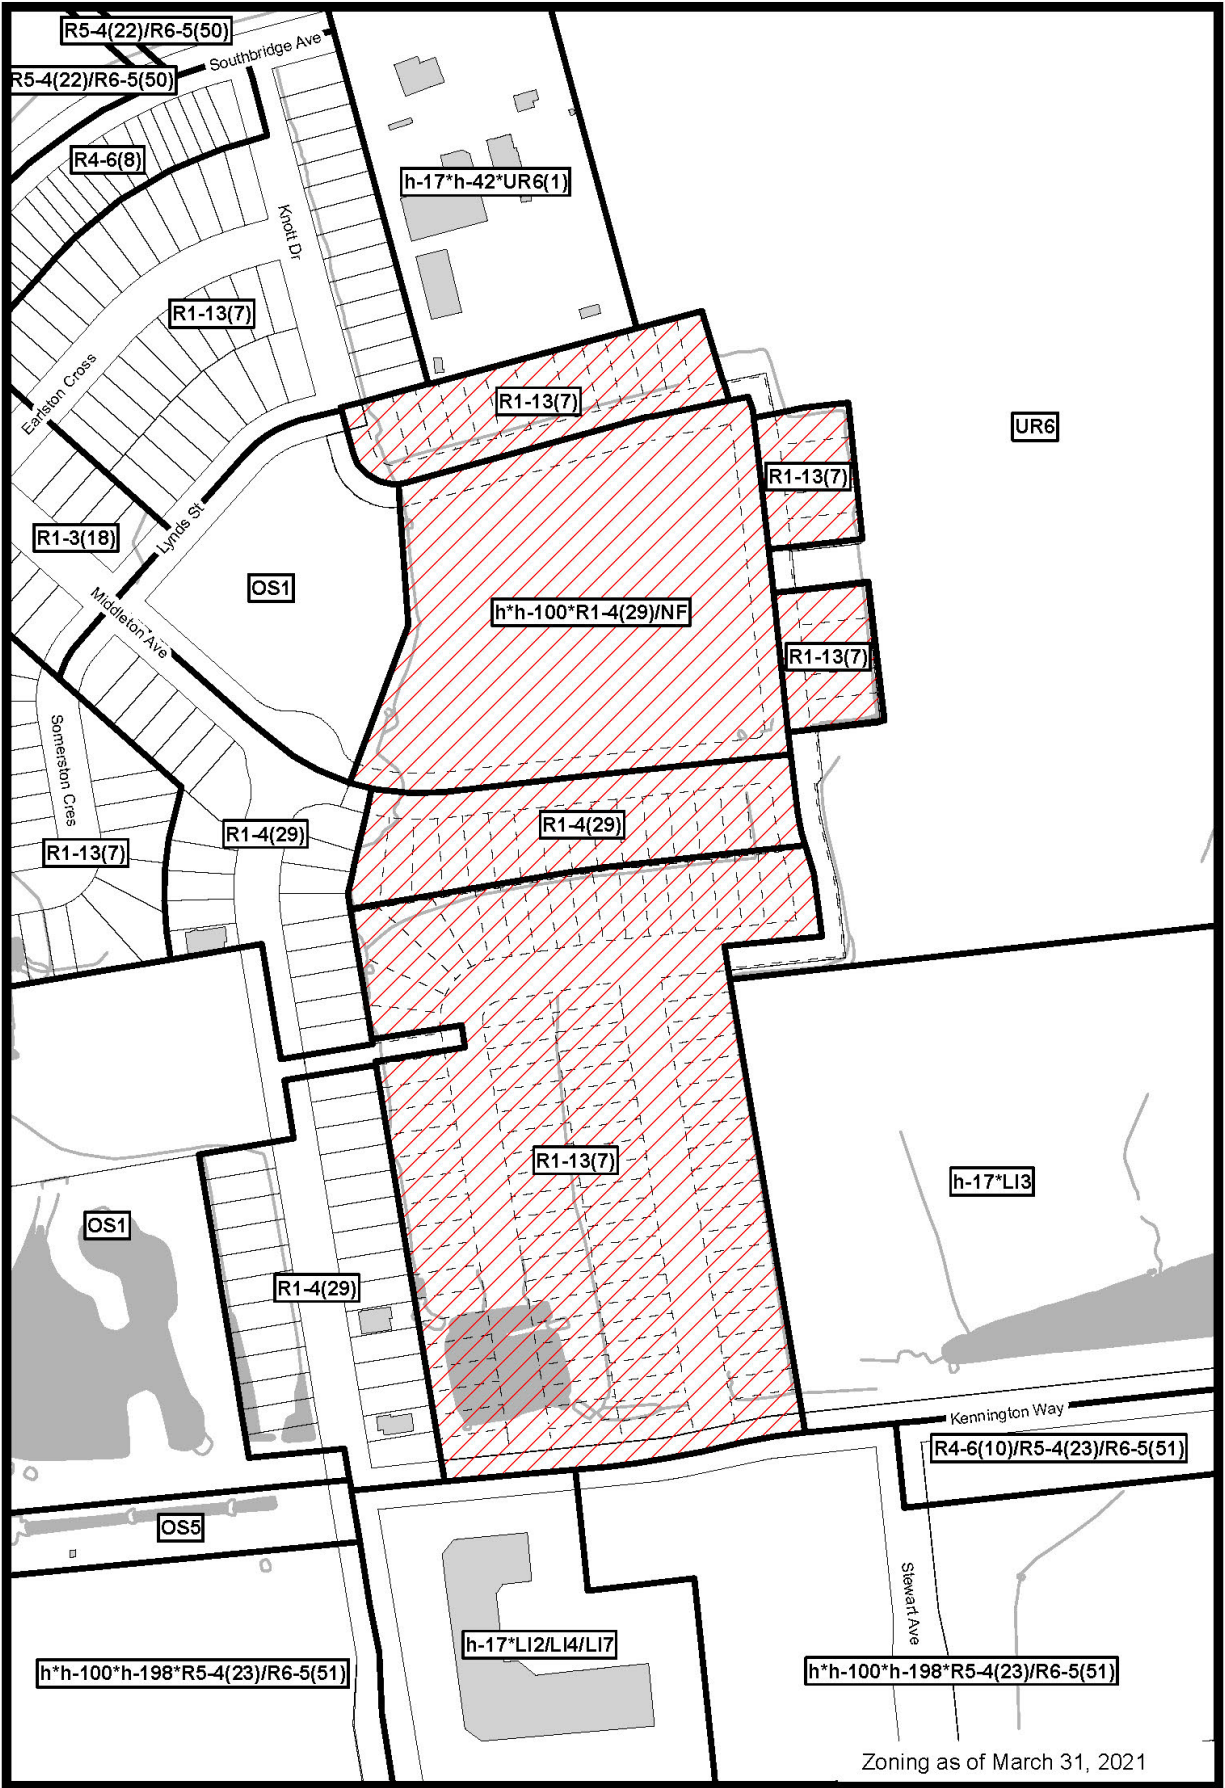 R5-4(22)/R6-5(50)
Southbridge Ave
R5-4(22)/R6-5(50)
R4-6(8)
h-17*h-42*UR6(1)
Knott Dr
R1-13(7)
Earlston Cross
R1-13(7)
UR6
R1-13(7)
R1-3(18)
Lynds St
OS1
Middleton Ave
h*h-100*R1-4(29)/NF
R1-13(7)
Somerston Cres
R1-4(29)
R1-4(29)
R1-13(7)
R1-13(7)
h-17*LI3
OS1
R1-4(29)
Kennington Way
R4-6(10)/R5-4(23)/R6-5(51)
OS5
Stewart Ave
h-17*LI2/LI4/LI7
h*h-100*h-198*R5-4(23)/R6-5(51)
h*h-100*h-198*R5-4(23)/R6-5(51)
Zoning as of March 31, 2021